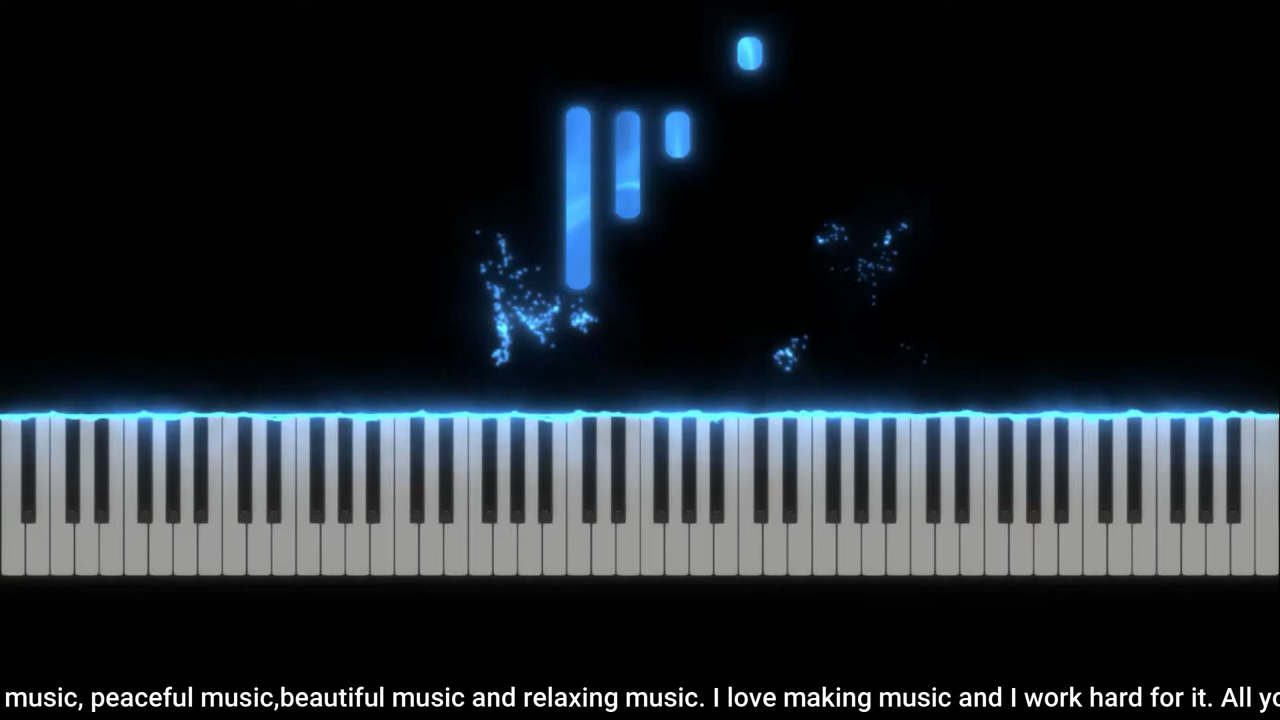 music, peaceful music,beautiful music and relaxing music. I love making music and I work hard for it. All